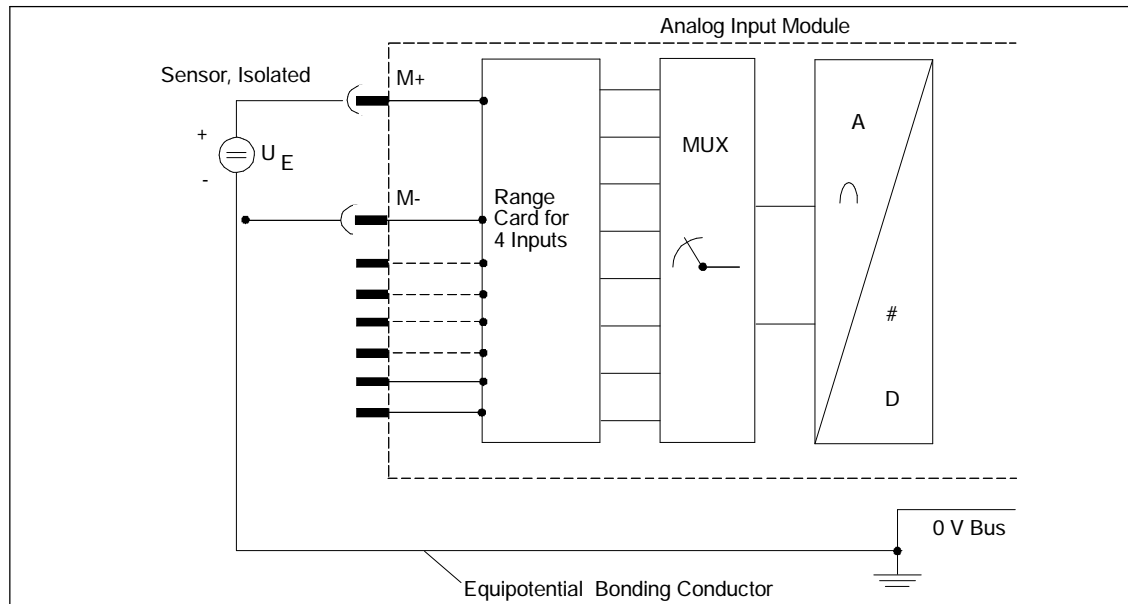 Analog Input Module
Sensor, Isolated
M+
+
U E
-
M-
Range
Card for
4 Inputs
MUX
A
#
D
0 V Bus
Equipotential Bonding Conductor